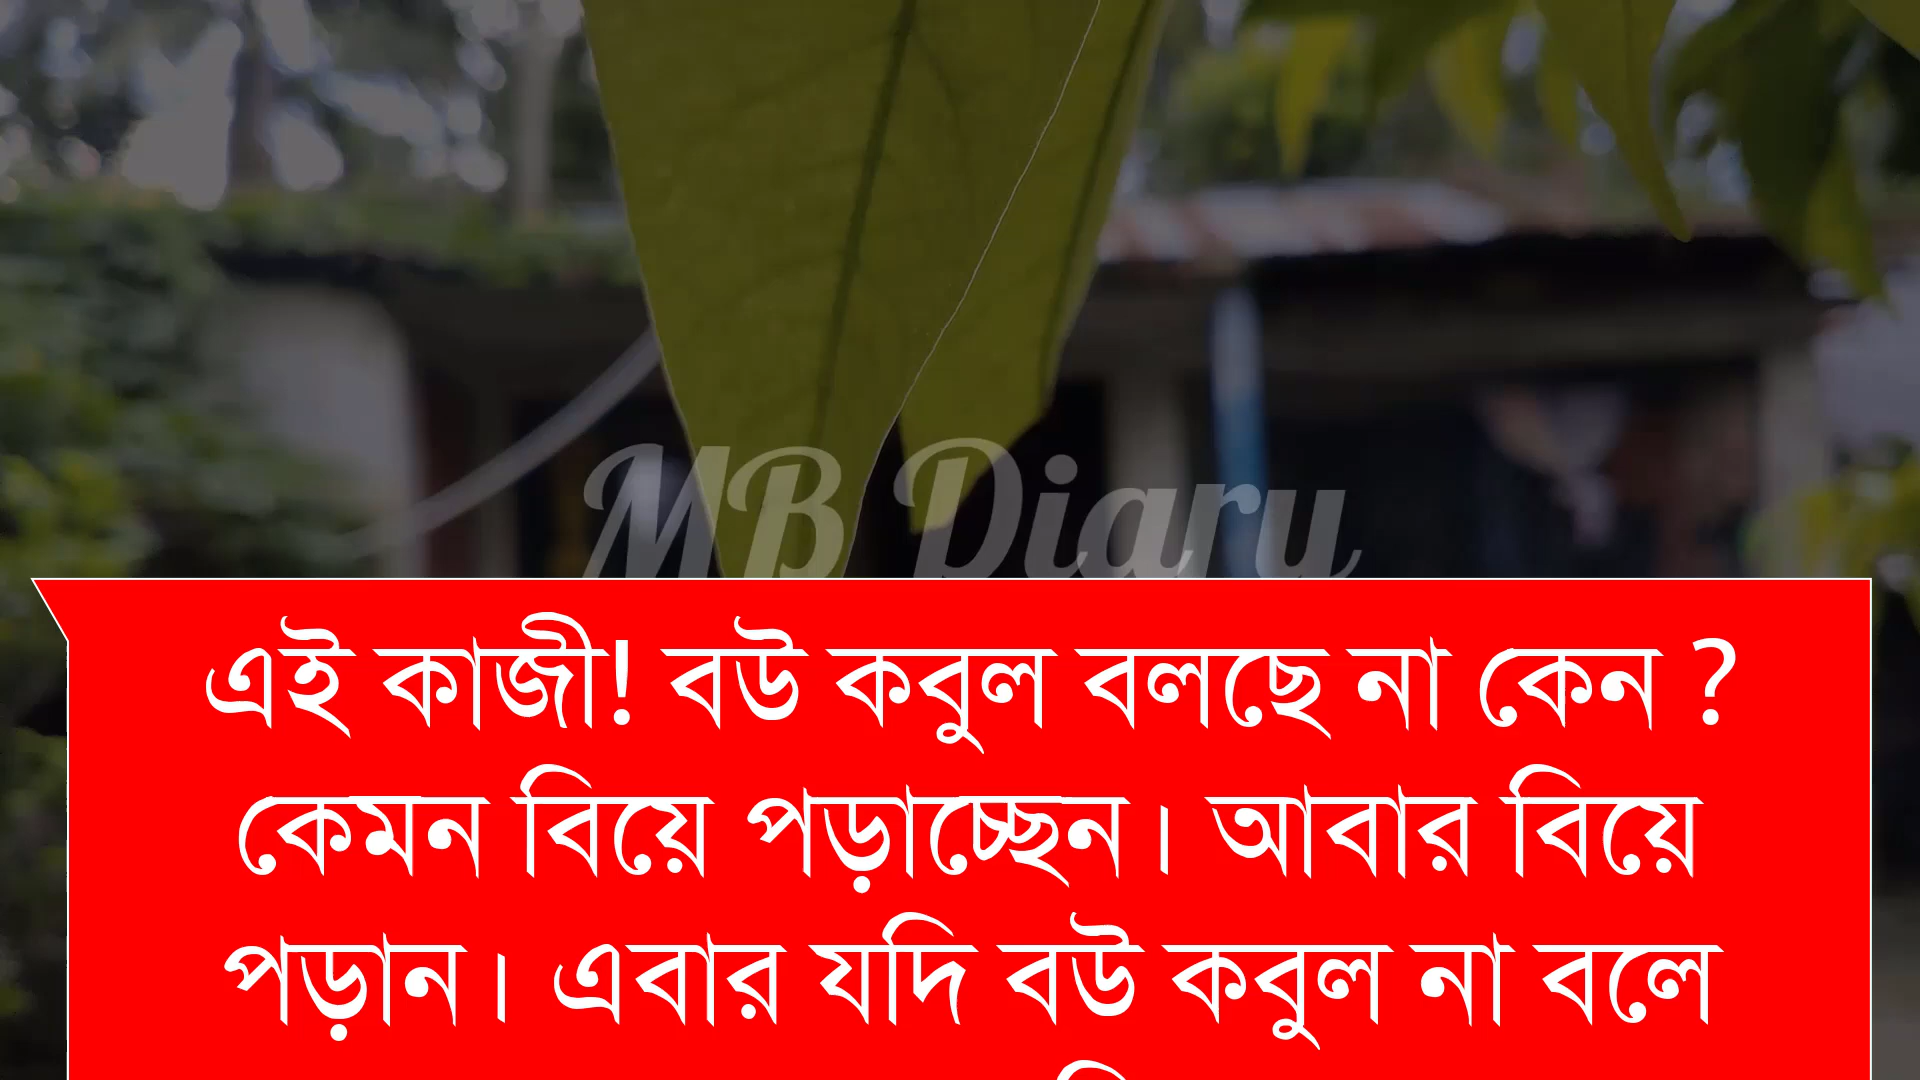 MB Diary
এই কাজী! বউ কবুল বলছে না কেন ?
কেমন বিয়ে পড়াচ্ছেন। আবার বিয়ে
পড়ান। এবার যদি বউ কবুল না বলে